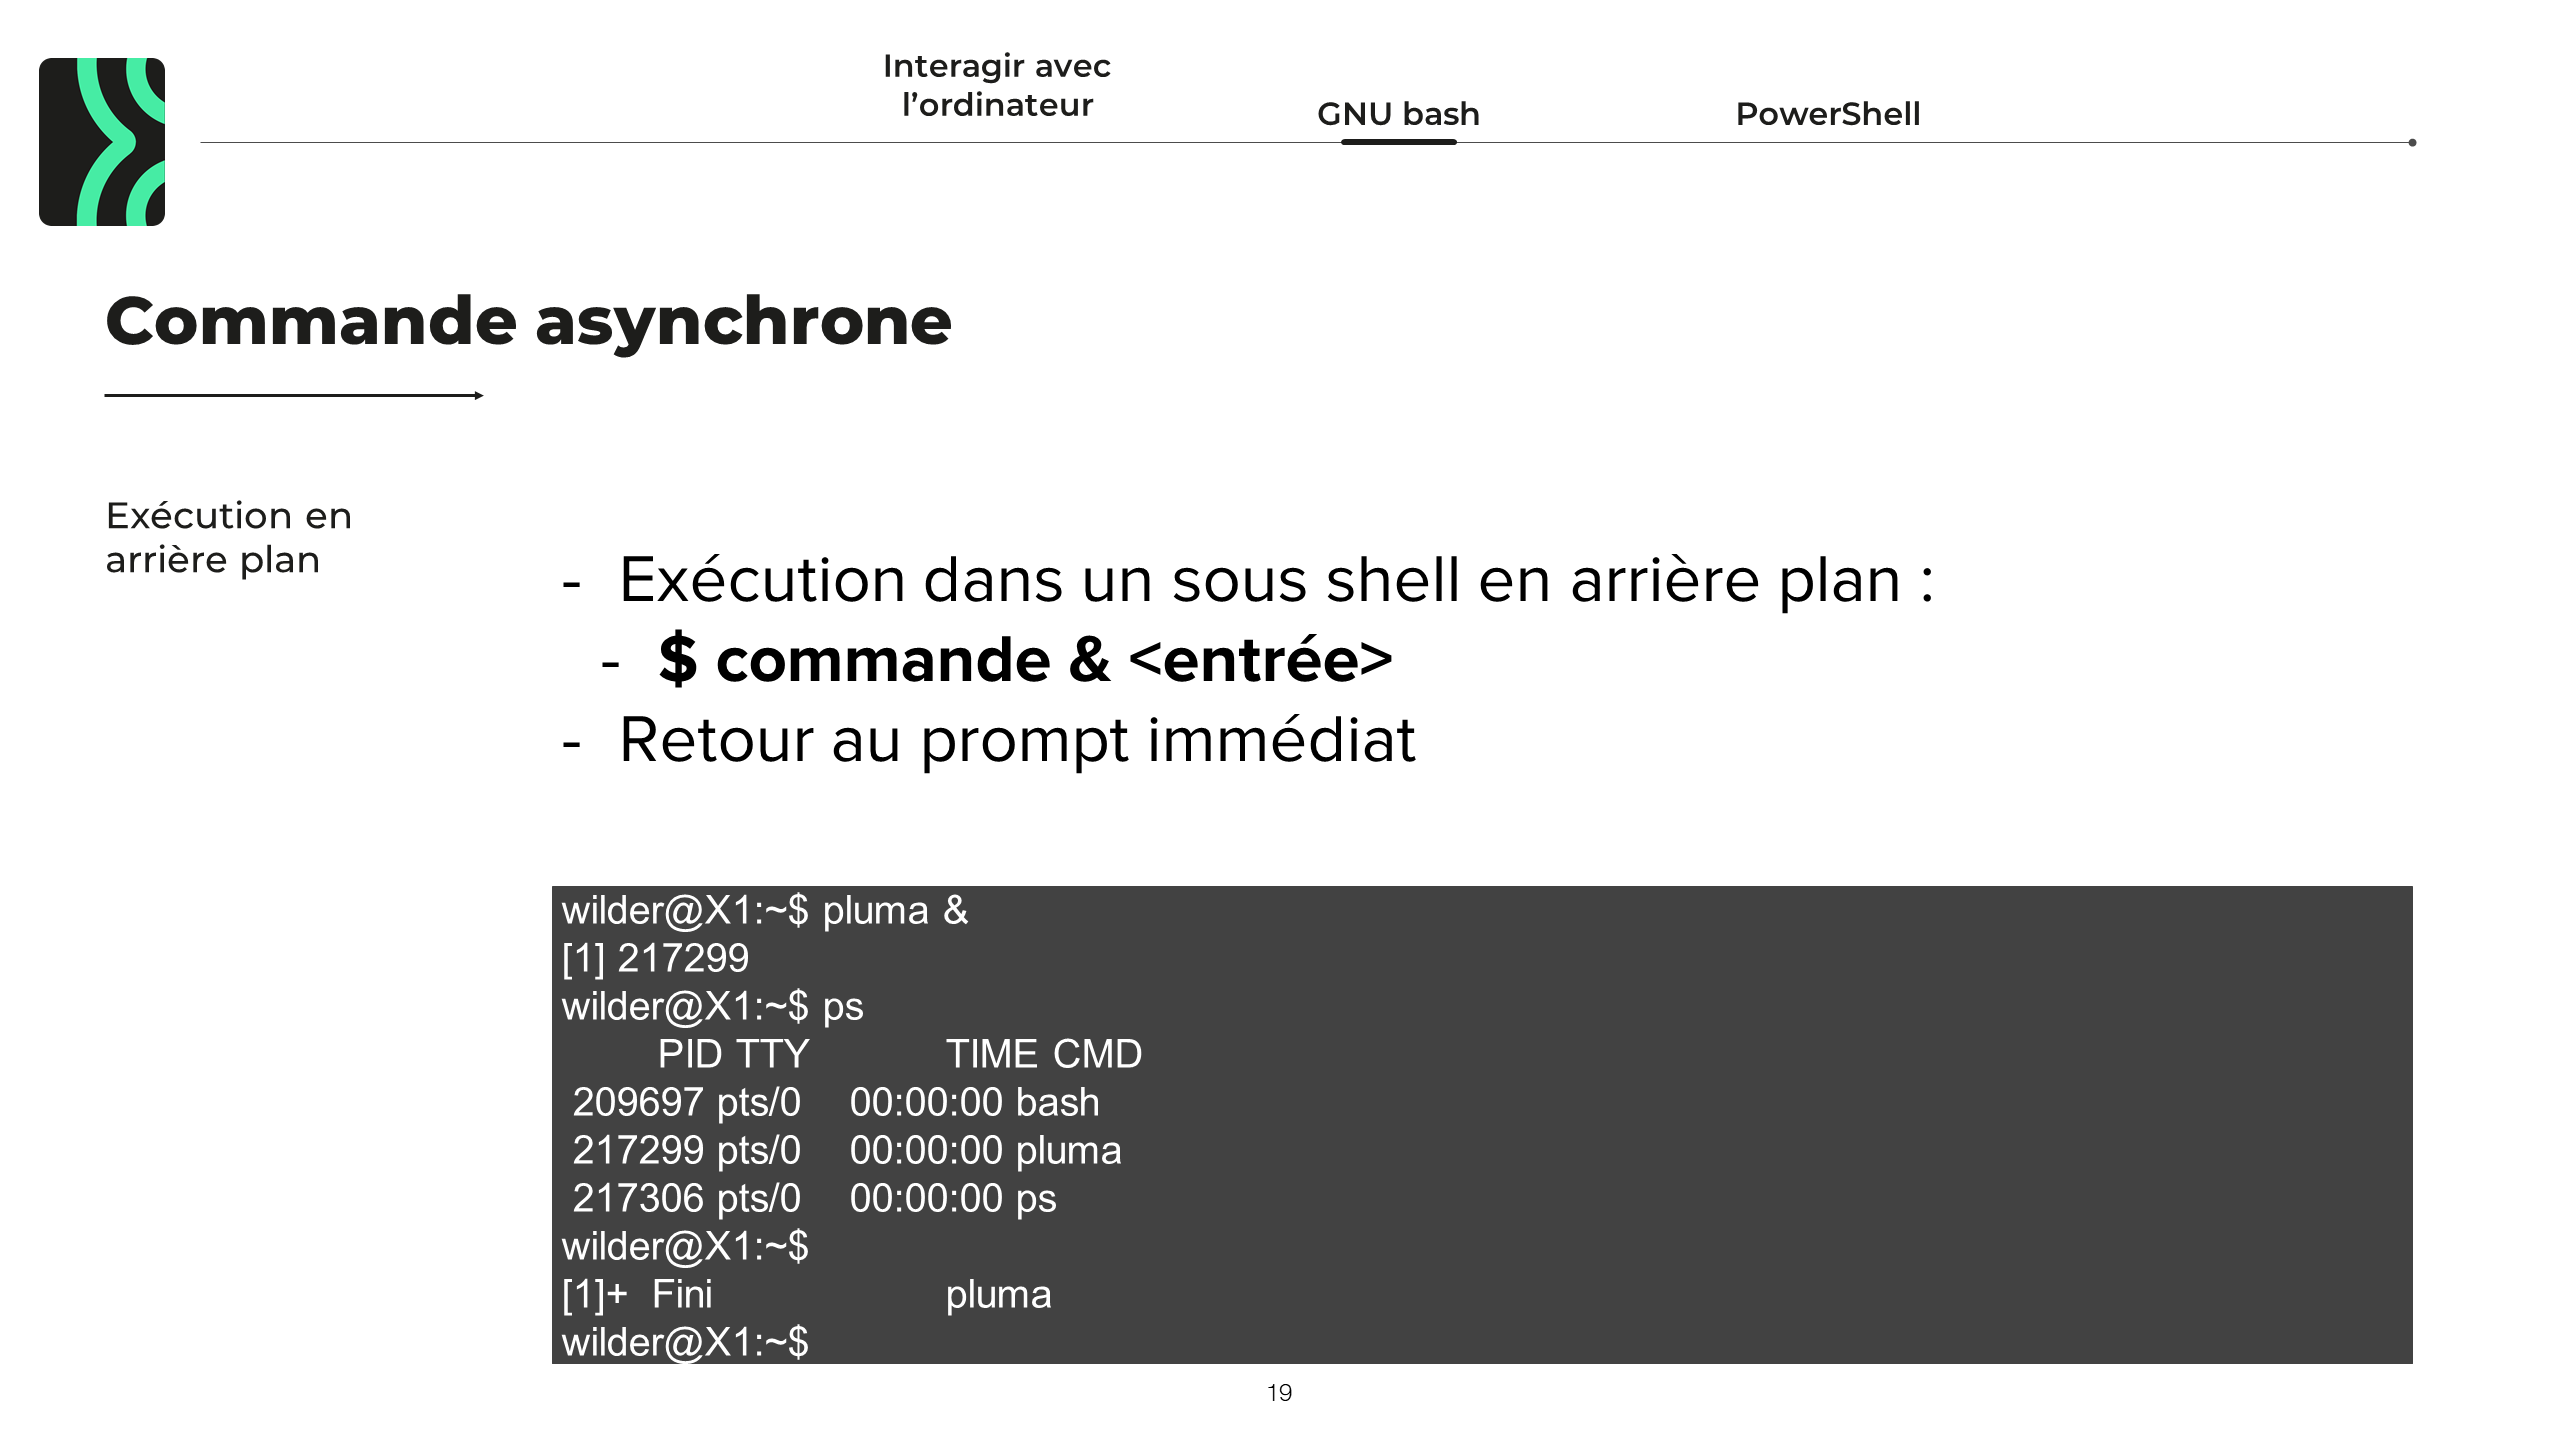 Interagir avec
l’ordinateur
GNU bash
PowerShell
Commande asynchrone
Exécution en
arrière plan
- Exécution dans un sous shell en arrière plan :
- $ commande & <entrée>
- Retour au prompt immédiat
wilder@X1:~$ pluma &
[1] 217299
wilder@X1:~$ ps
PID TTY TIME CMD
209697 pts/0 00:00:00 bash
217299 pts/0 00:00:00 pluma
217306 pts/0 00:00:00 ps
wilder@X1:~$
[1]+ Fini pluma
wilder@X1:~$
19